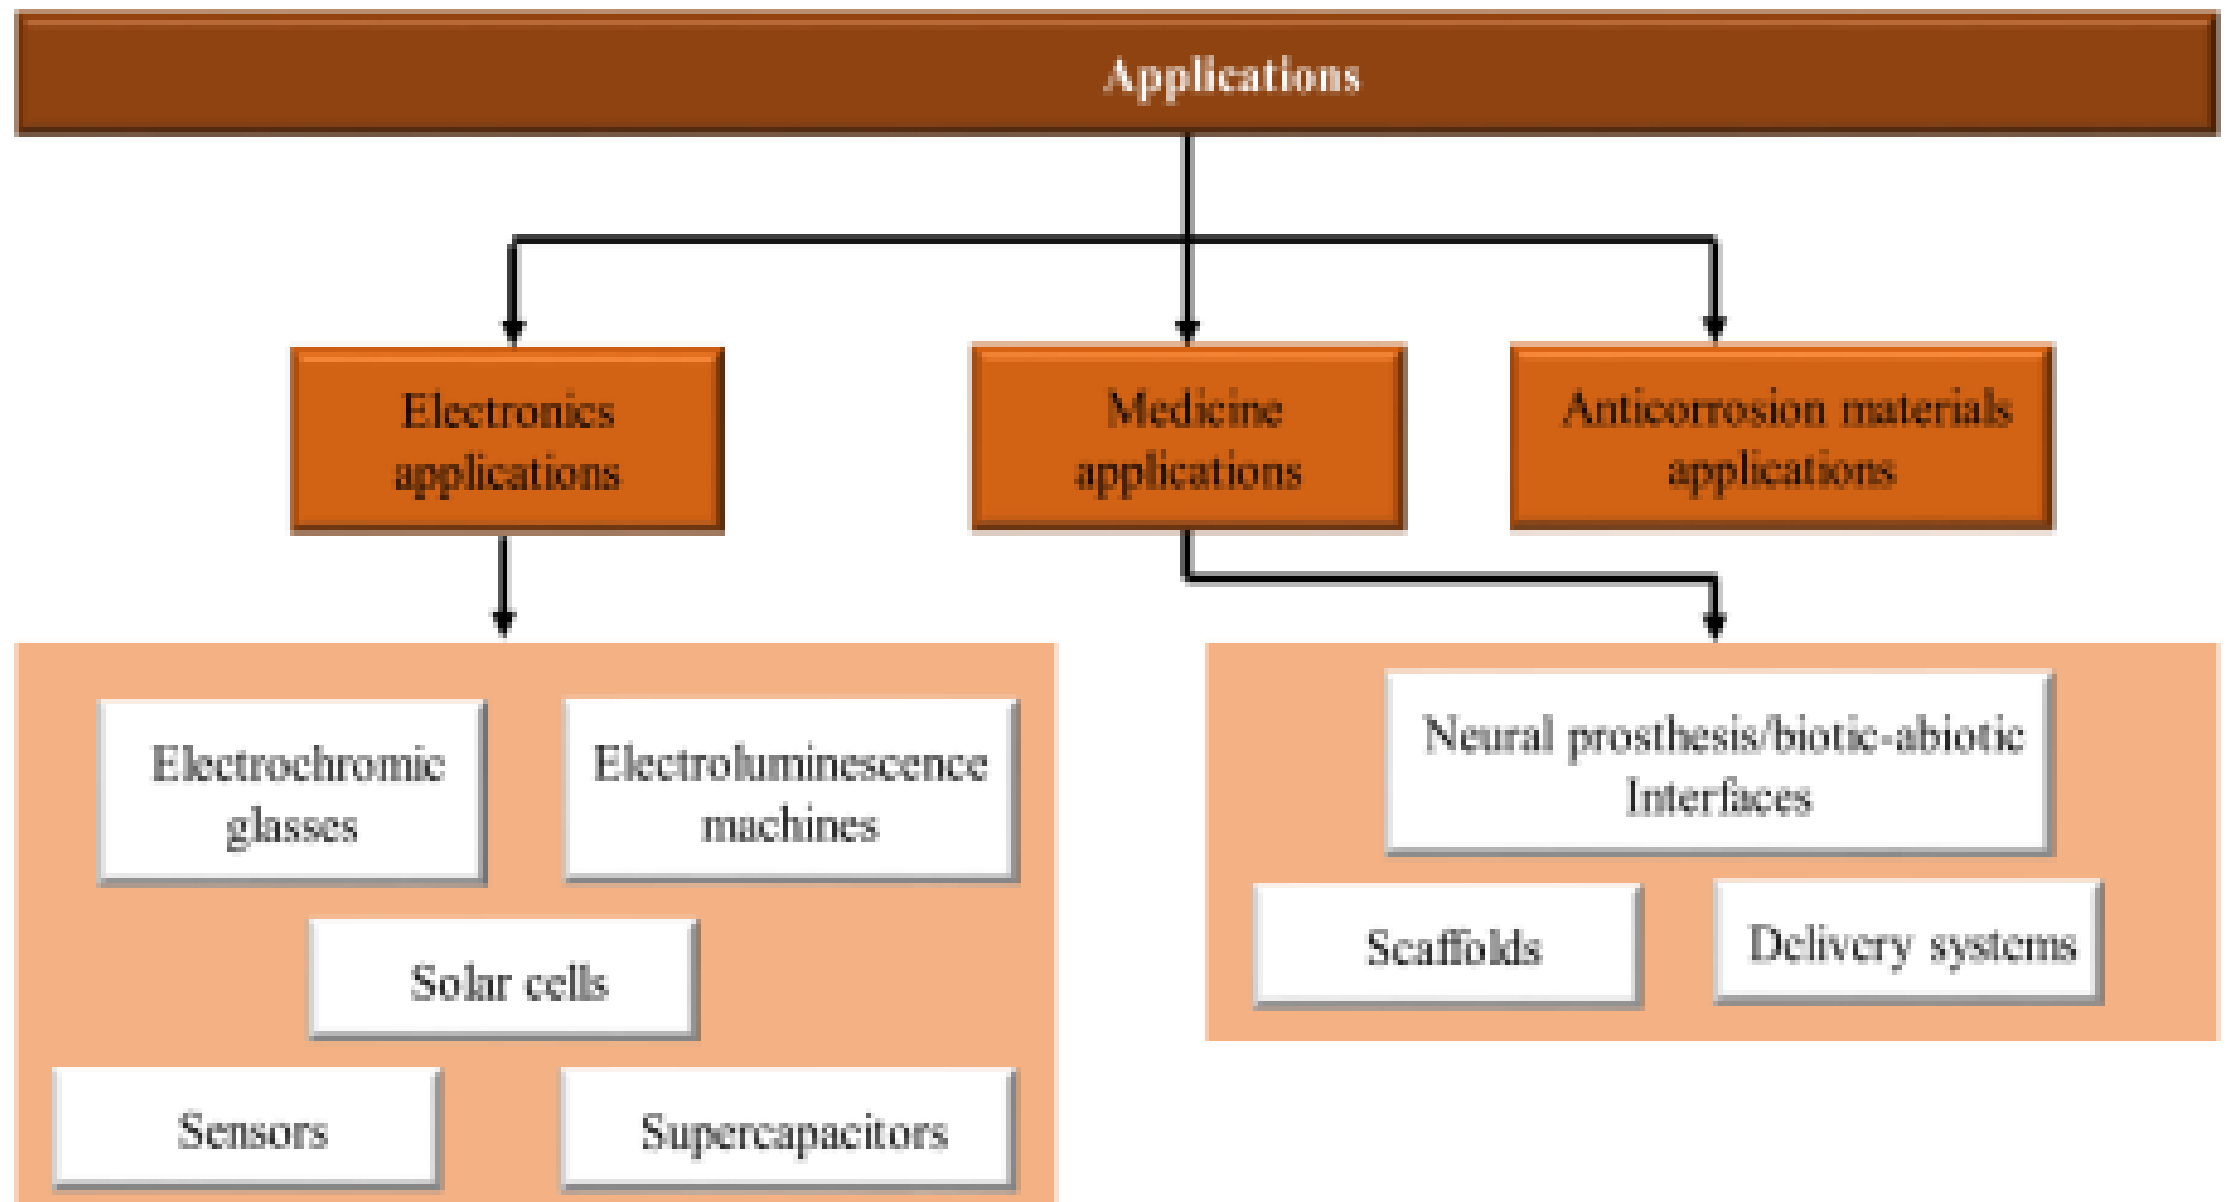 Applications
Electronics
applications
Medicine
applications
Anticorrosion materials
applications
Electrochromic
glasses
Electroluminescence
machines
Solar cells
Sensors
Supercapacitors
Neural prosthesis/biotic-abiotic
Interfaces
Scaffolds
Delivery systems